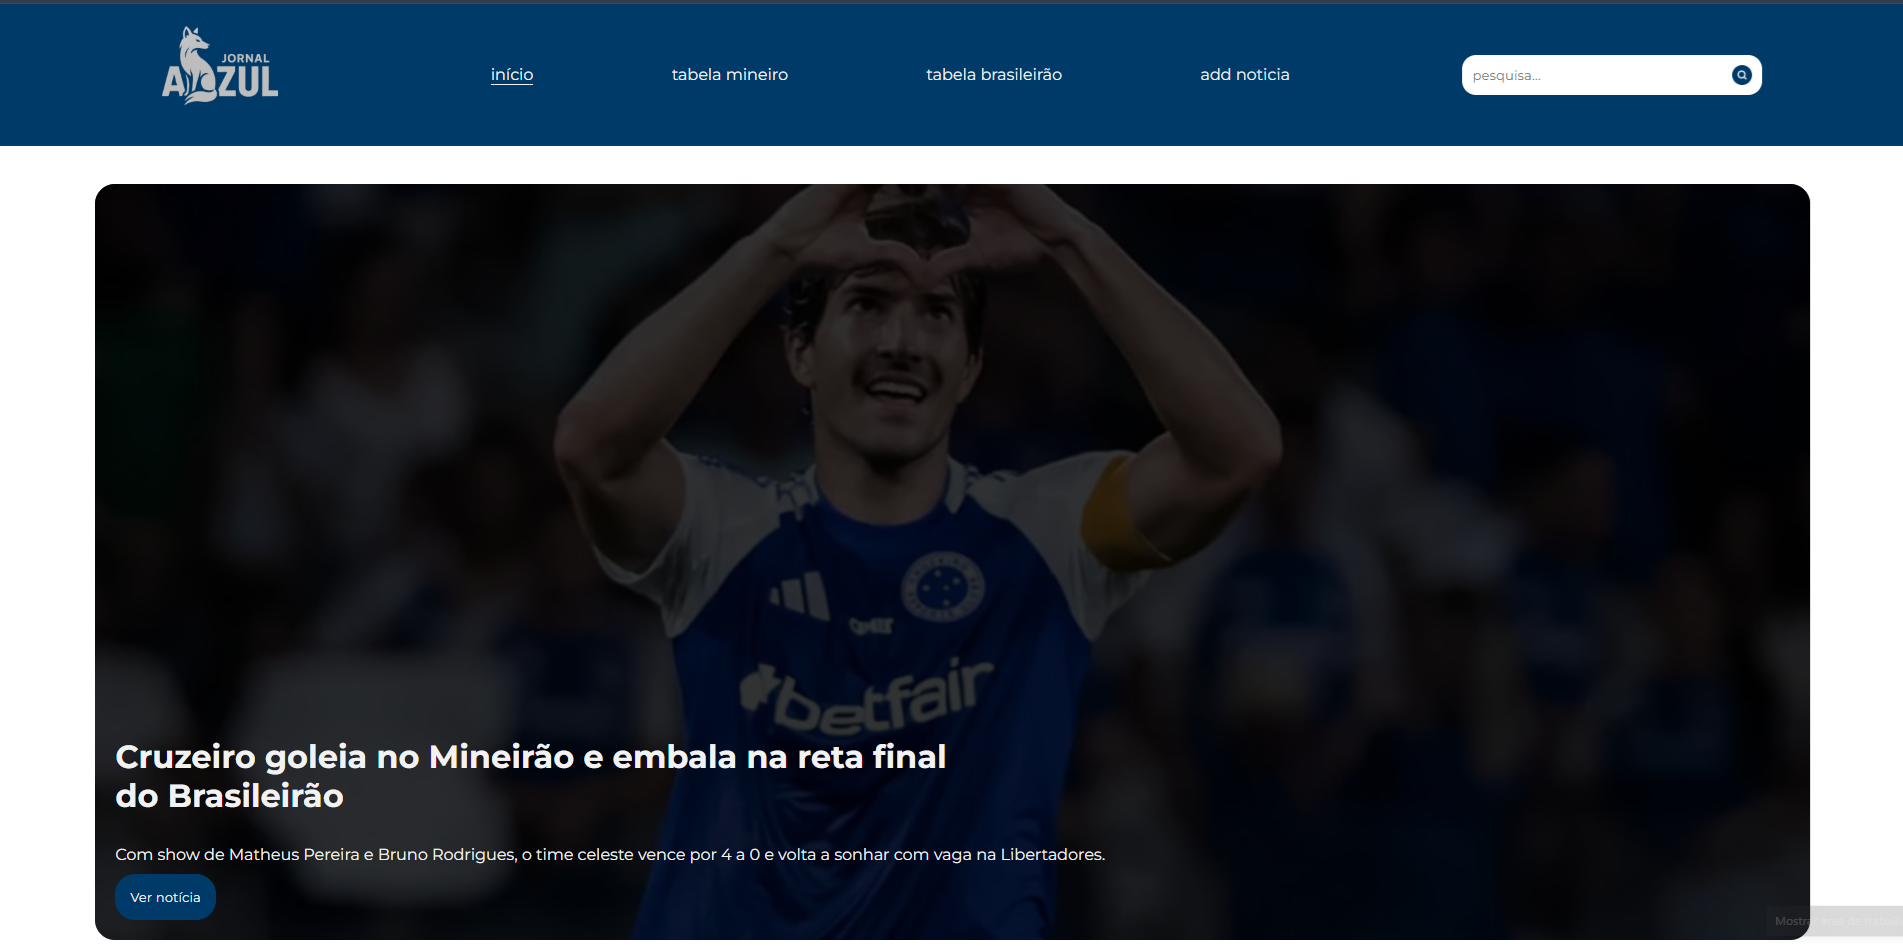 JORNAL
AZUL
início
tabela mineiro
tabela brasileirão
add noticia
pesquisa...
betfair
Cruzeiro goleia no Mineirão e embala na reta final
do Brasileirão
Com show de Matheus Pereira e Bruno Rodrigues, o time celeste vence por 4 a 0 e volta a sonhar com vaga na Libertadores.
Ver notícia